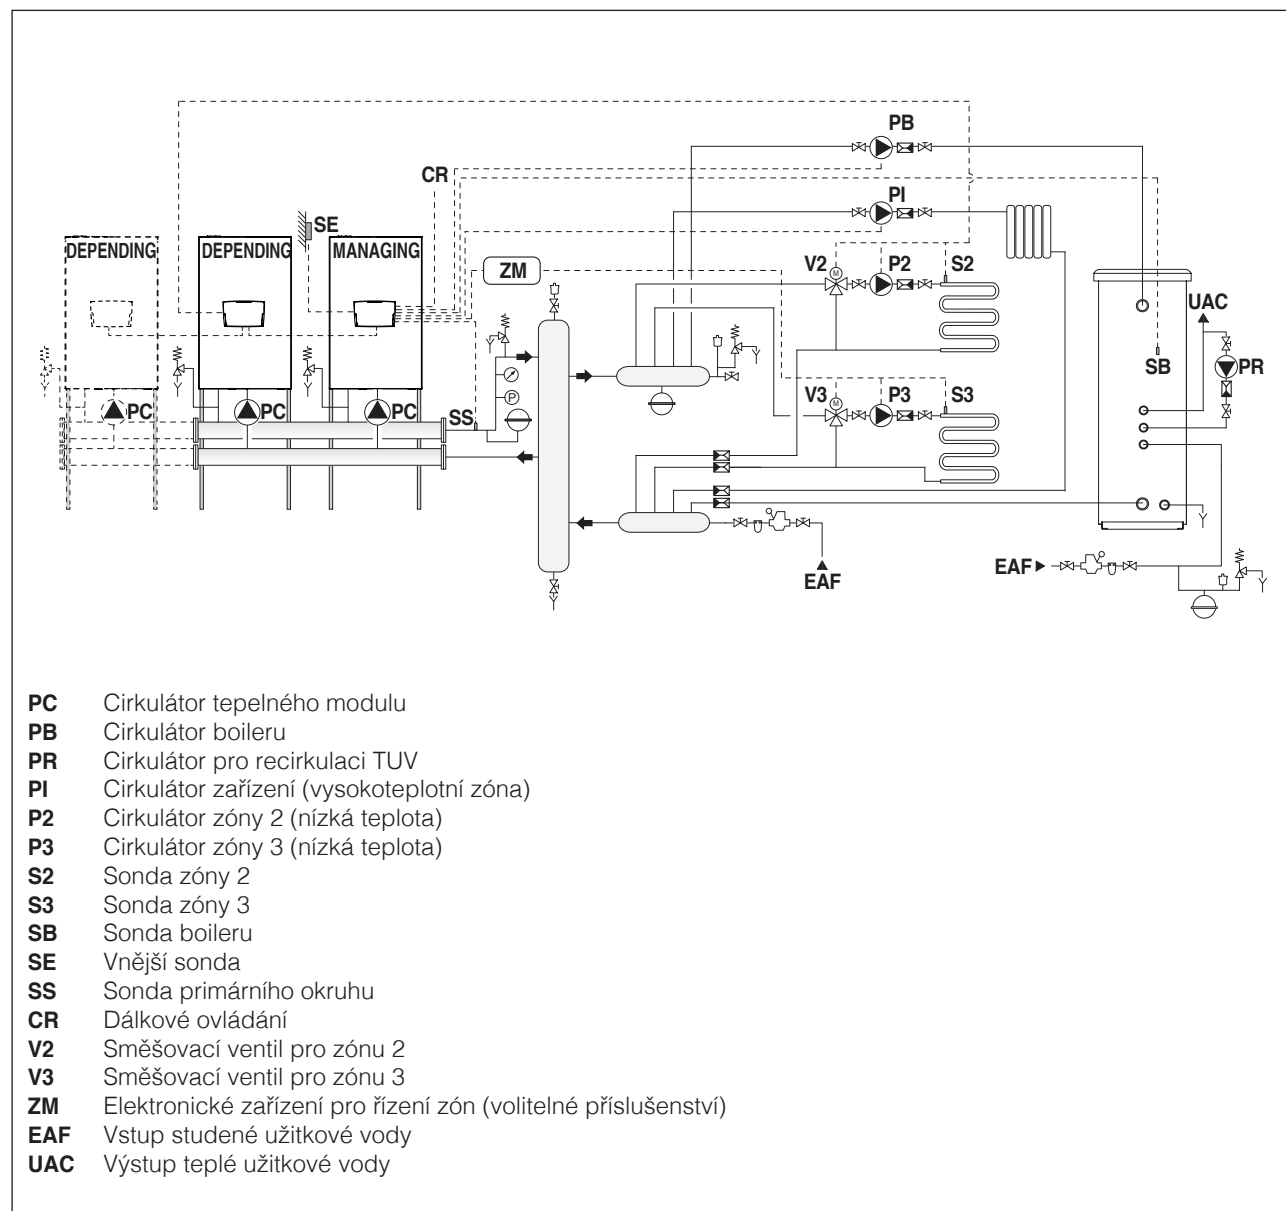 PB
CR
PI
SE
DEPENDING DEPENDING MANAGING
V2 P2 S2
ZM
M
UAC
SB PR
V3 P3 S3
M
P
PC PC PC SS
EAF
EAF
PC Cirkulátor tepelného modulu
PB Cirkulátor boileru
PR Cirkulátor pro recirkulaci TUV
PI Cirkulátor zařízení (vysokoteplotní zóna)
P2 Cirkulátor zóny 2 (nízká teplota)
P3 Cirkulátor zóny 3 (nízká teplota)
S2 Sonda zóny 2
S3 Sonda zóny 3
SB Sonda boileru
SE Vnější sonda
SS Sonda primárního okruhu
CR Dálkové ovládání
V2 Směšovací ventil pro zónu 2
V3 Směšovací ventil pro zónu 3
ZM Elektronické zařízení pro řízení zón (volitelné příslušenství)
EAF Vstup studené užitkové vody
UAC Výstup teplé užitkové vody